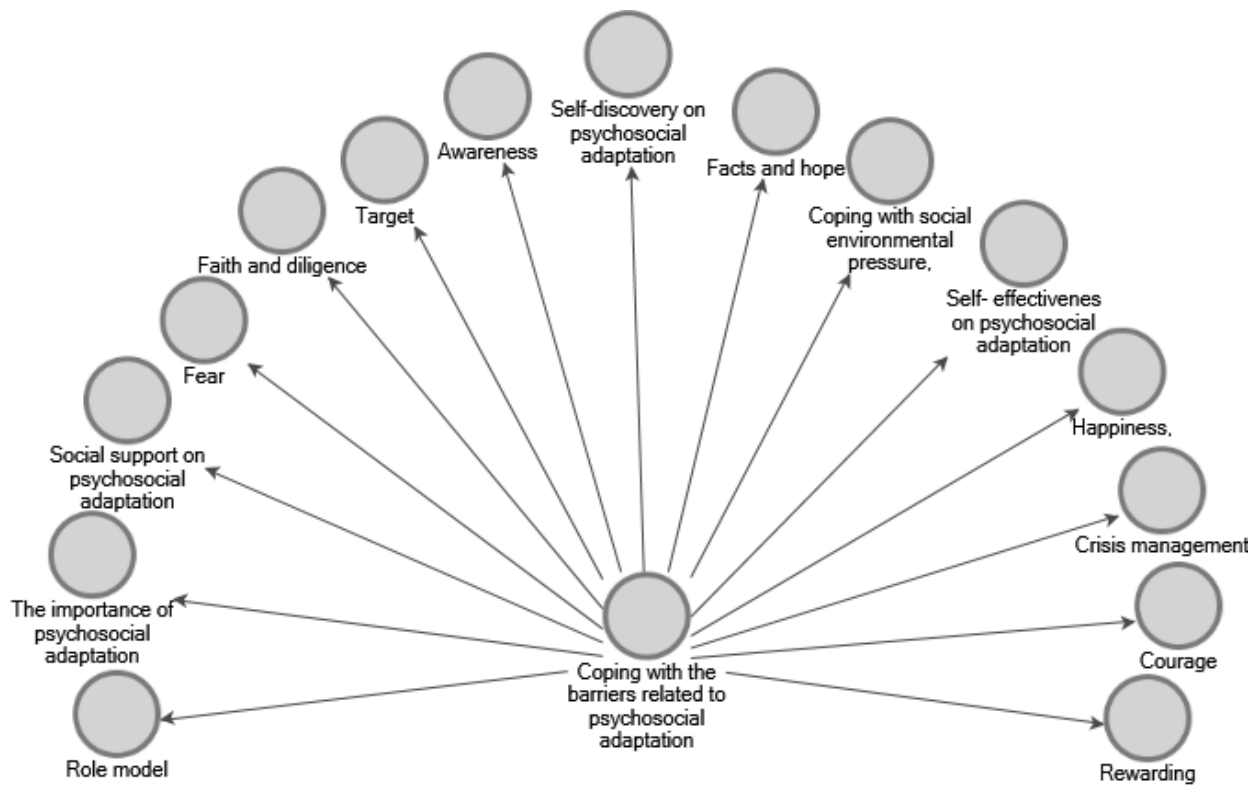 Self-discovery on
psychosocial
adaptation
Awareness
Facts and hope
Target
Coping with social
environmental
pressure,
Faith and diligence
Self- effectivenes
on psychosocial
adaptation
Fear
Happiness,
Social support on
psychosocial
adaptation
Crisis management
The importance of
psychosocial
adaptation
Courage
Coping with the
barriers related to
psychosocial
adaptation
Role model
Rewarding